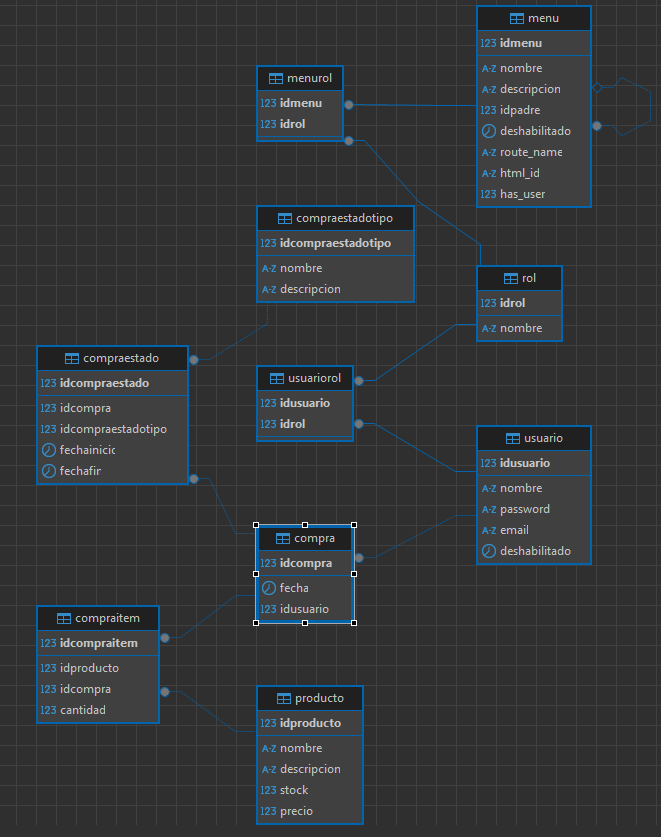 menu
123 idmenu
A-Z nombre
A-Z descripcion
123 idpadre
deshabilitado
A-Z route_name
A-Z html_id
123 has_user
menurol
123 idmenu
123 idrol
compraestadotipo
123 idcompraestadotipo
A-Z nombre
A-Z descripcion
rol
123 idrol
A-Z nombre
compraestado
123 idcompraestado
123 idcompra
123 idcompraestadotipo
fechainicio
fechafin
usuariorol
123 idusuario
123 idrol
usuario
123 idusuario
A-Z nombre
A-Z password
A-Z email
deshabilitado
compra
123 idcompra
fecha
123 idusuario
compraitem
123 idcompraitem
123 idproducto
123 idcompra
123 cantidad
producto
123 idproducto
A-Z nombre
A-Z descripcion
123 stock
123 precio